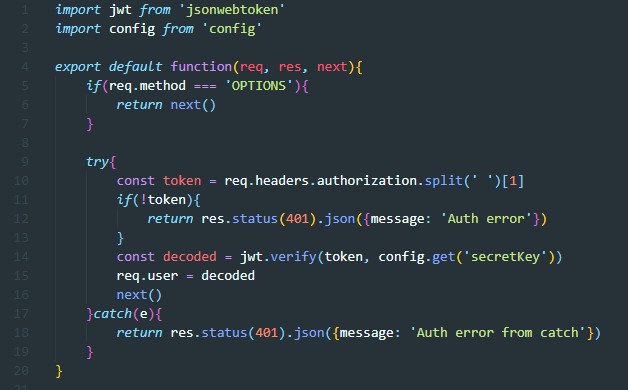 1 import jwt from 'jsonwebtoken'
2 import config from 'config'
3
4 export default function(req, res, next){
5     if(req.method === 'OPTIONS'){
6         return next()
7     }
8
9     try{
10         const token = req.headers.authorization.split(' ')[1]
11         if(!token){
12             return res.status(401).json({message: 'Auth error'})
13         }
14         const decoded = jwt.verify(token, config.get('secretKey'))
15         req.user = decoded
16         next()
17     }catch(e){
18         return res.status(401).json({message: 'Auth error from catch'})
19     }
20 }
21